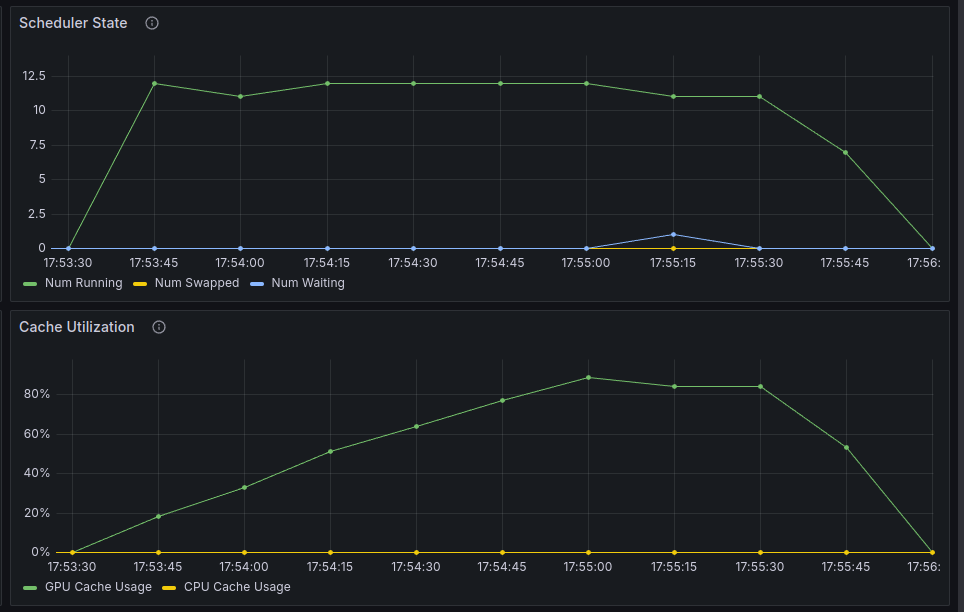 Scheduler State
12.5
10
7.5
5
2.5
0
17:53:30 17:53:45 17:54:00 17:54:15 17:54:30 17:54:45 17:55:00 17:55:15 17:55:30 17:55:45 17:56:
Num Running Num Swapped Num Waiting
Cache Utilization
80%
60%
40%
20%
0%
17:53:30 17:53:45 17:54:00 17:54:15 17:54:30 17:54:45 17:55:00 17:55:15 17:55:30 17:55:45 17:56:
GPU Cache Usage CPU Cache Usage